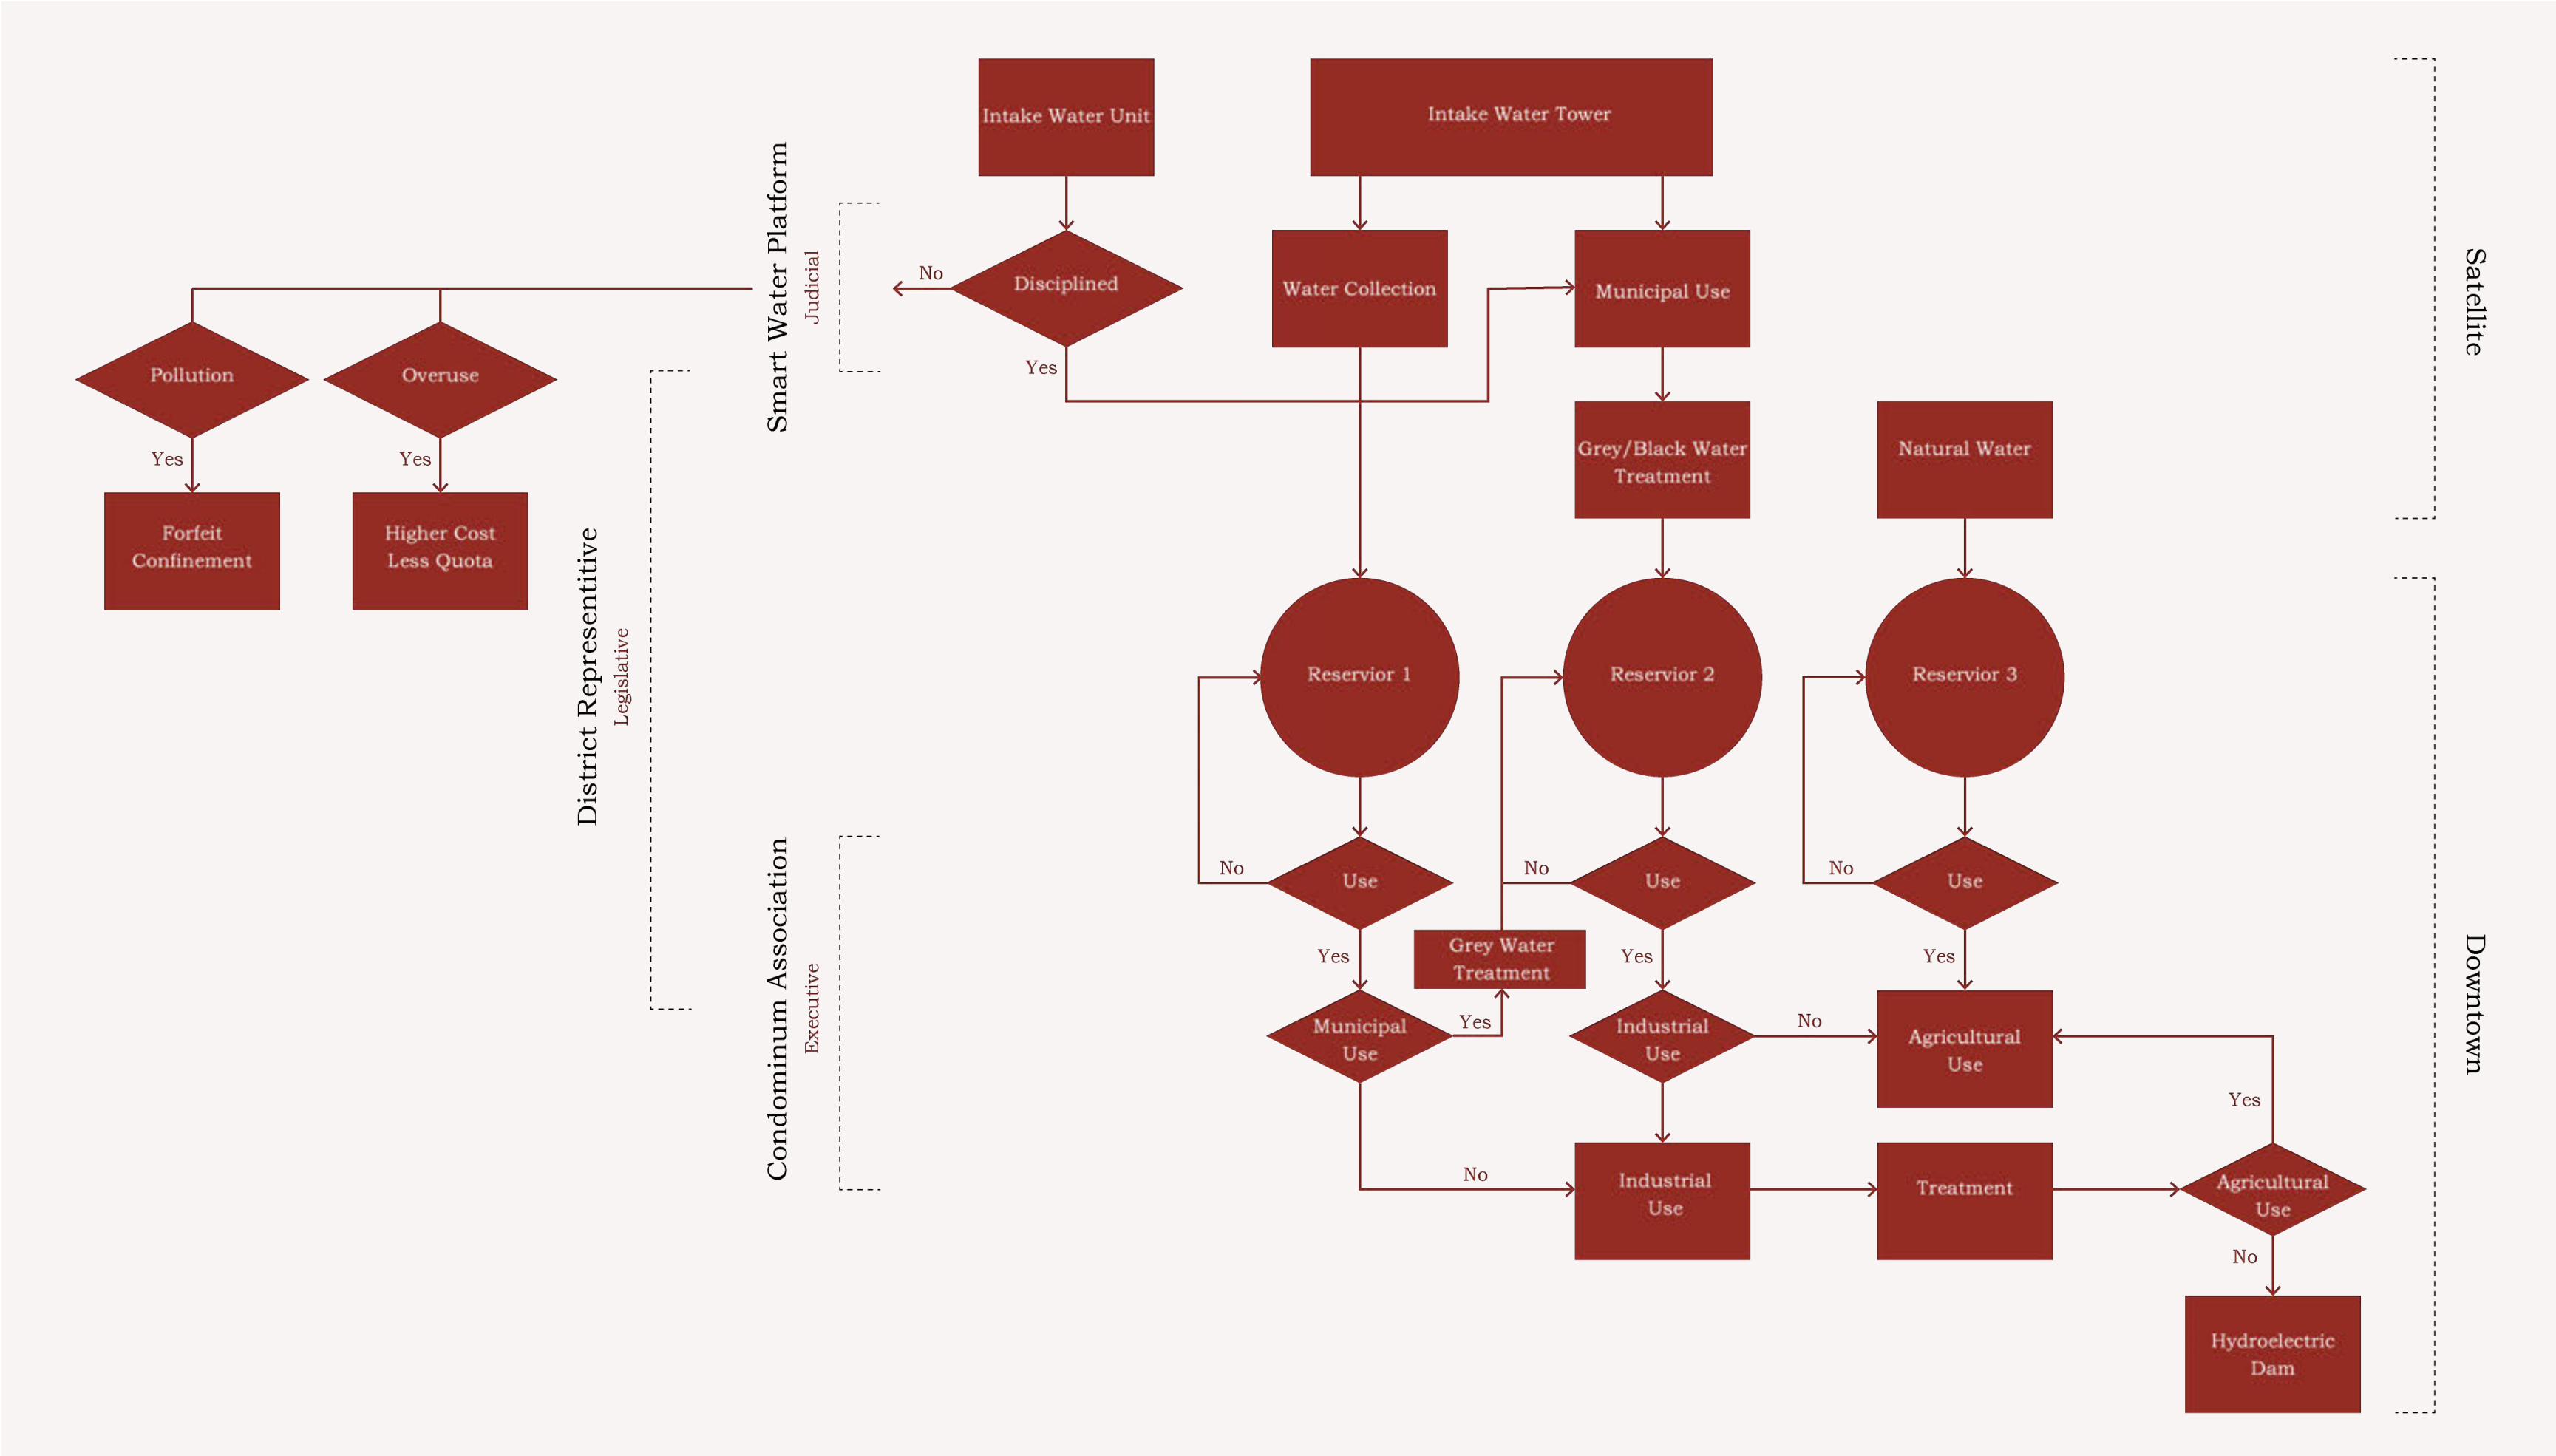 Intake Water Unit
Intake Water Tower
Smart Water Platform
Judicial
No
Disciplined
Yes
Water Collection
Municipal Use
Satellite
Pollution
Overuse
Yes
Yes
Forfeit
Confinement
Higher Cost
Less Quota
Grey/Black Water
Treatment
Natural Water
District Representitive
Legislative
Reservior 1
Reservior 2
Reservior 3
Condominum Association
Executive
No
Use
No
Use
No
Use
Yes
Grey Water
Treatment
Yes
Yes
Downtown
Municipal
Use
Yes
Industrial
Use
No
Agricultural
Use
Yes
No
Industrial
Use
Treatment
Agricultural
Use
No
Hydroelectric
Dam